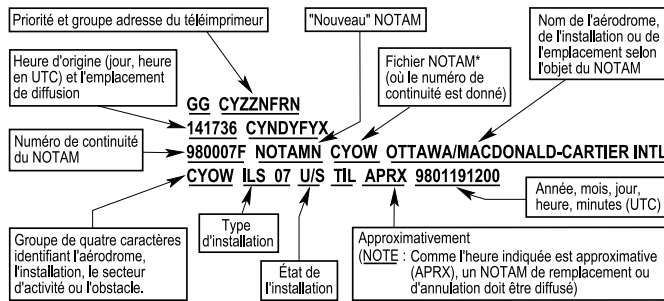 Priorité et groupe adresse du téléimprimeur
"Nouveau" NOTAM
Nom de l'aérodrome,
de l'installation ou de
l'emplacement selon
l'objet du NOTAM
Heure d'origine (jour, heure
en UTC) et l'emplacement
de diffusion
Fichier NOTAM*
(où le numéro de
continuité est donné)
Numéro de continuité
du NOTAM
GG CYZZNFRN
141736 CYNDYFYX
980007F NOTAMN CYOW OTTAWA/MACDONALD-CARTIER INTL
CYOW ILS 07 U/S TIL APRX 9801191200
Groupe de quatre caractères
identifiant l'aérodrome,
l'installation, le secteur
d'activité ou l'obstacle.
Type
d'installation
État de
l'installation
Approximativement
(NOTE : Comme l'heure indiquée est approximative
(APRX), un NOTAM de remplacement ou
d'annulation doit être diffusé)
Année, mois, jour,
heure, minutes (UTC)